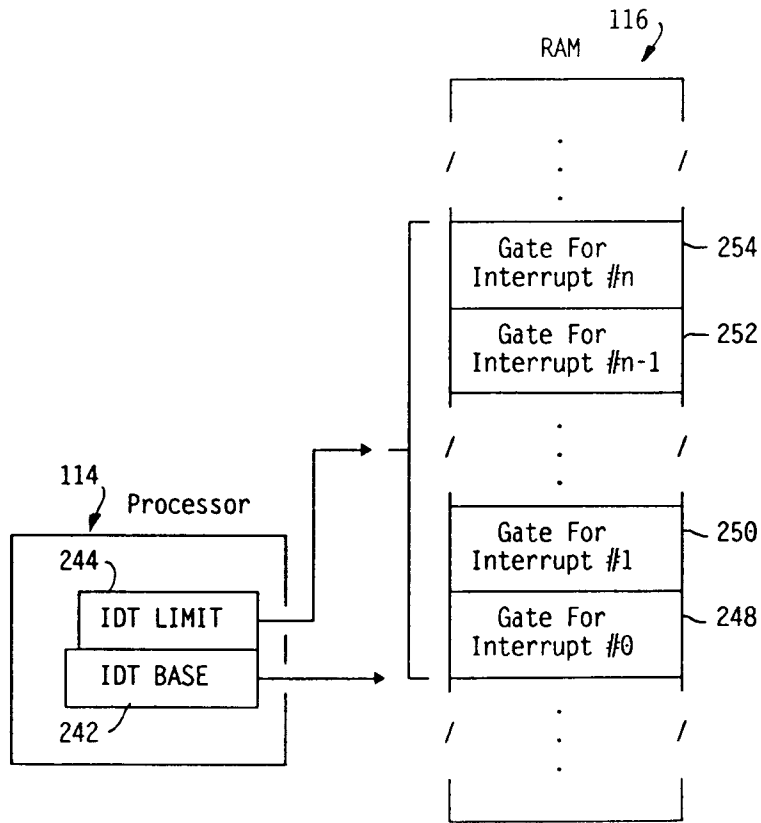 116
RAM
Gate For
Interrupt #n
254
Gate For
Interrupt #n-1
252
114
Processor
244
IDT LIMIT
IDT BASE
242
Gate For
Interrupt #1
250
Gate For
Interrupt #0
248